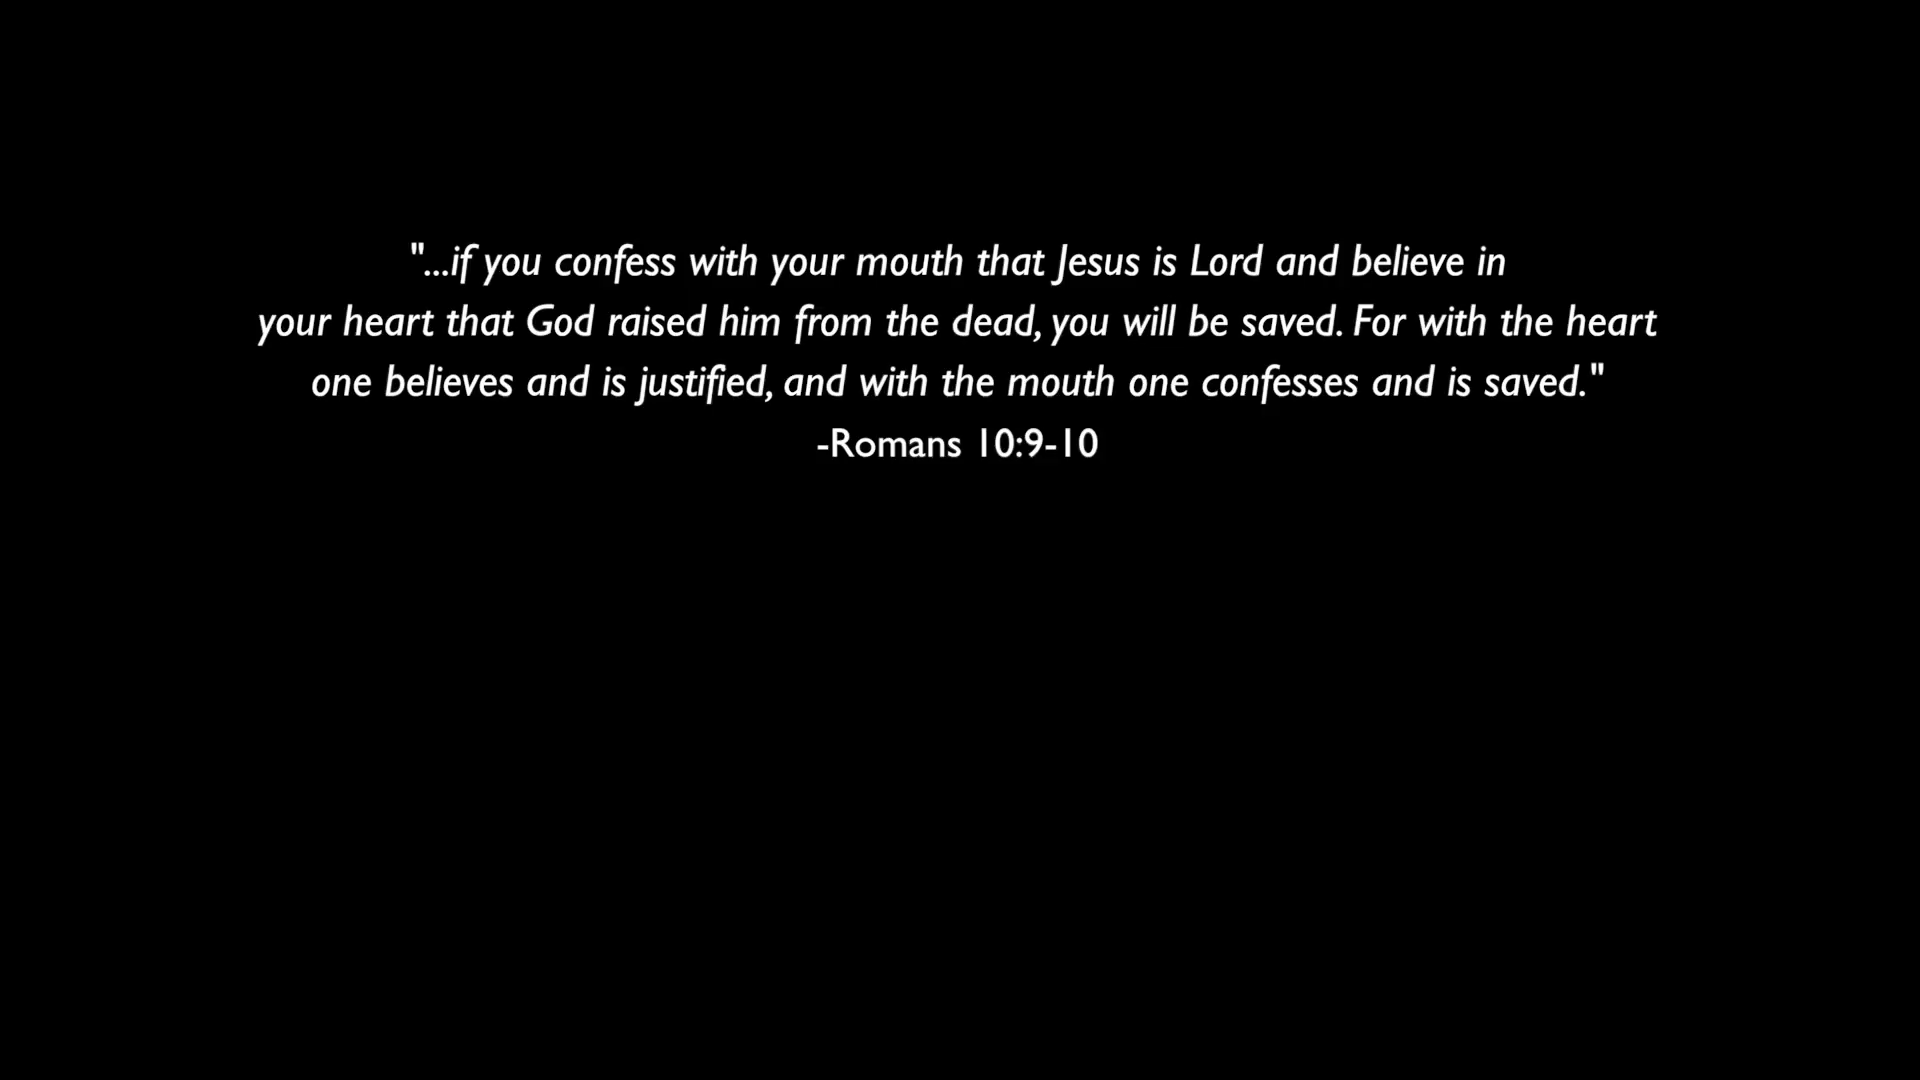 "...if you confess with your mouth that Jesus is Lord and believe in
your heart that God raised him from the dead, you will be saved. For with the heart
one believes and is justified, and with the mouth one confesses and is saved."
-Romans 10:9-10